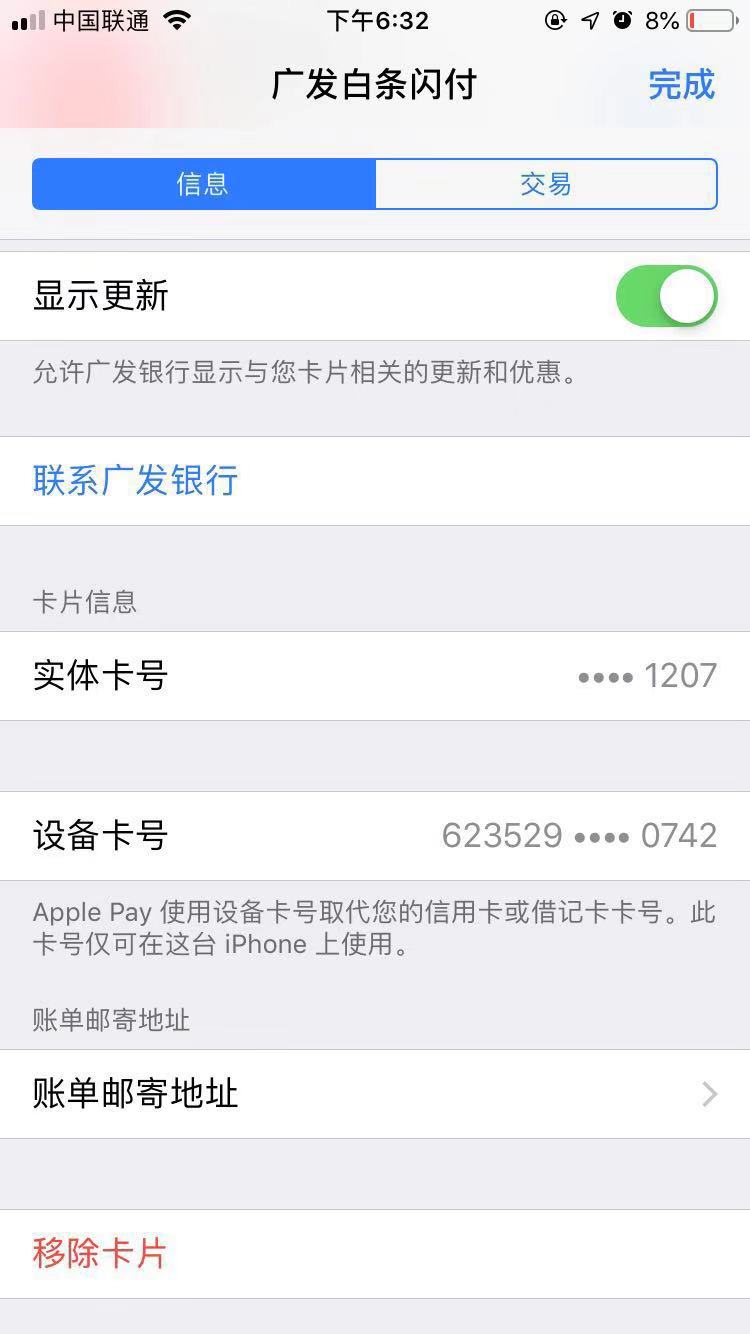 中国联通 下午6:32 8%
广发白条闪付 完成
信息 交易
显示更新
允许广发银行显示与您卡片相关的更新和优惠。
联系广发银行
卡片信息
实体卡号 •••• 1207
设备卡号 623529 •••• 0742
Apple Pay 使用设备卡号取代您的信用卡或借记卡卡号。此
卡号仅可在这台 iPhone 上使用。
账单邮寄地址
账单邮寄地址
移除卡片